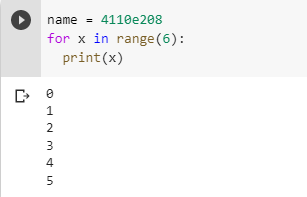 name = 4110e208
for x in range(6):
  print(x)
0
1
2
3
4
5